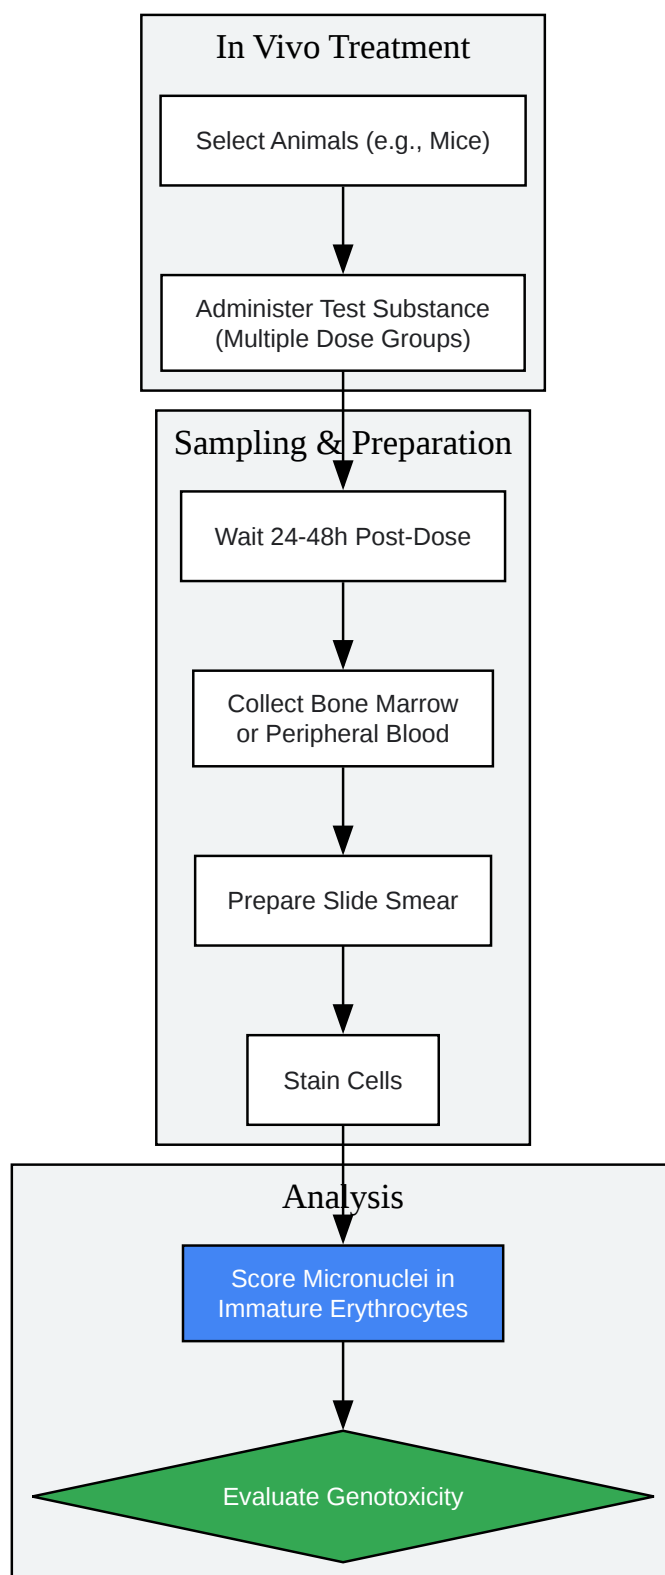 In Vivo Treatment
Select Animals (e.g., Mice)
Administer Test Substance
(Multiple Dose Groups)
Sampling & Preparation
Wait 24-48h Post-Dose
Collect Bone Marrow
or Peripheral Blood
Prepare Slide Smear
Stain Cells
Analysis
Score Micronuclei in
Immature Erythrocytes
Evaluate Genotoxicity